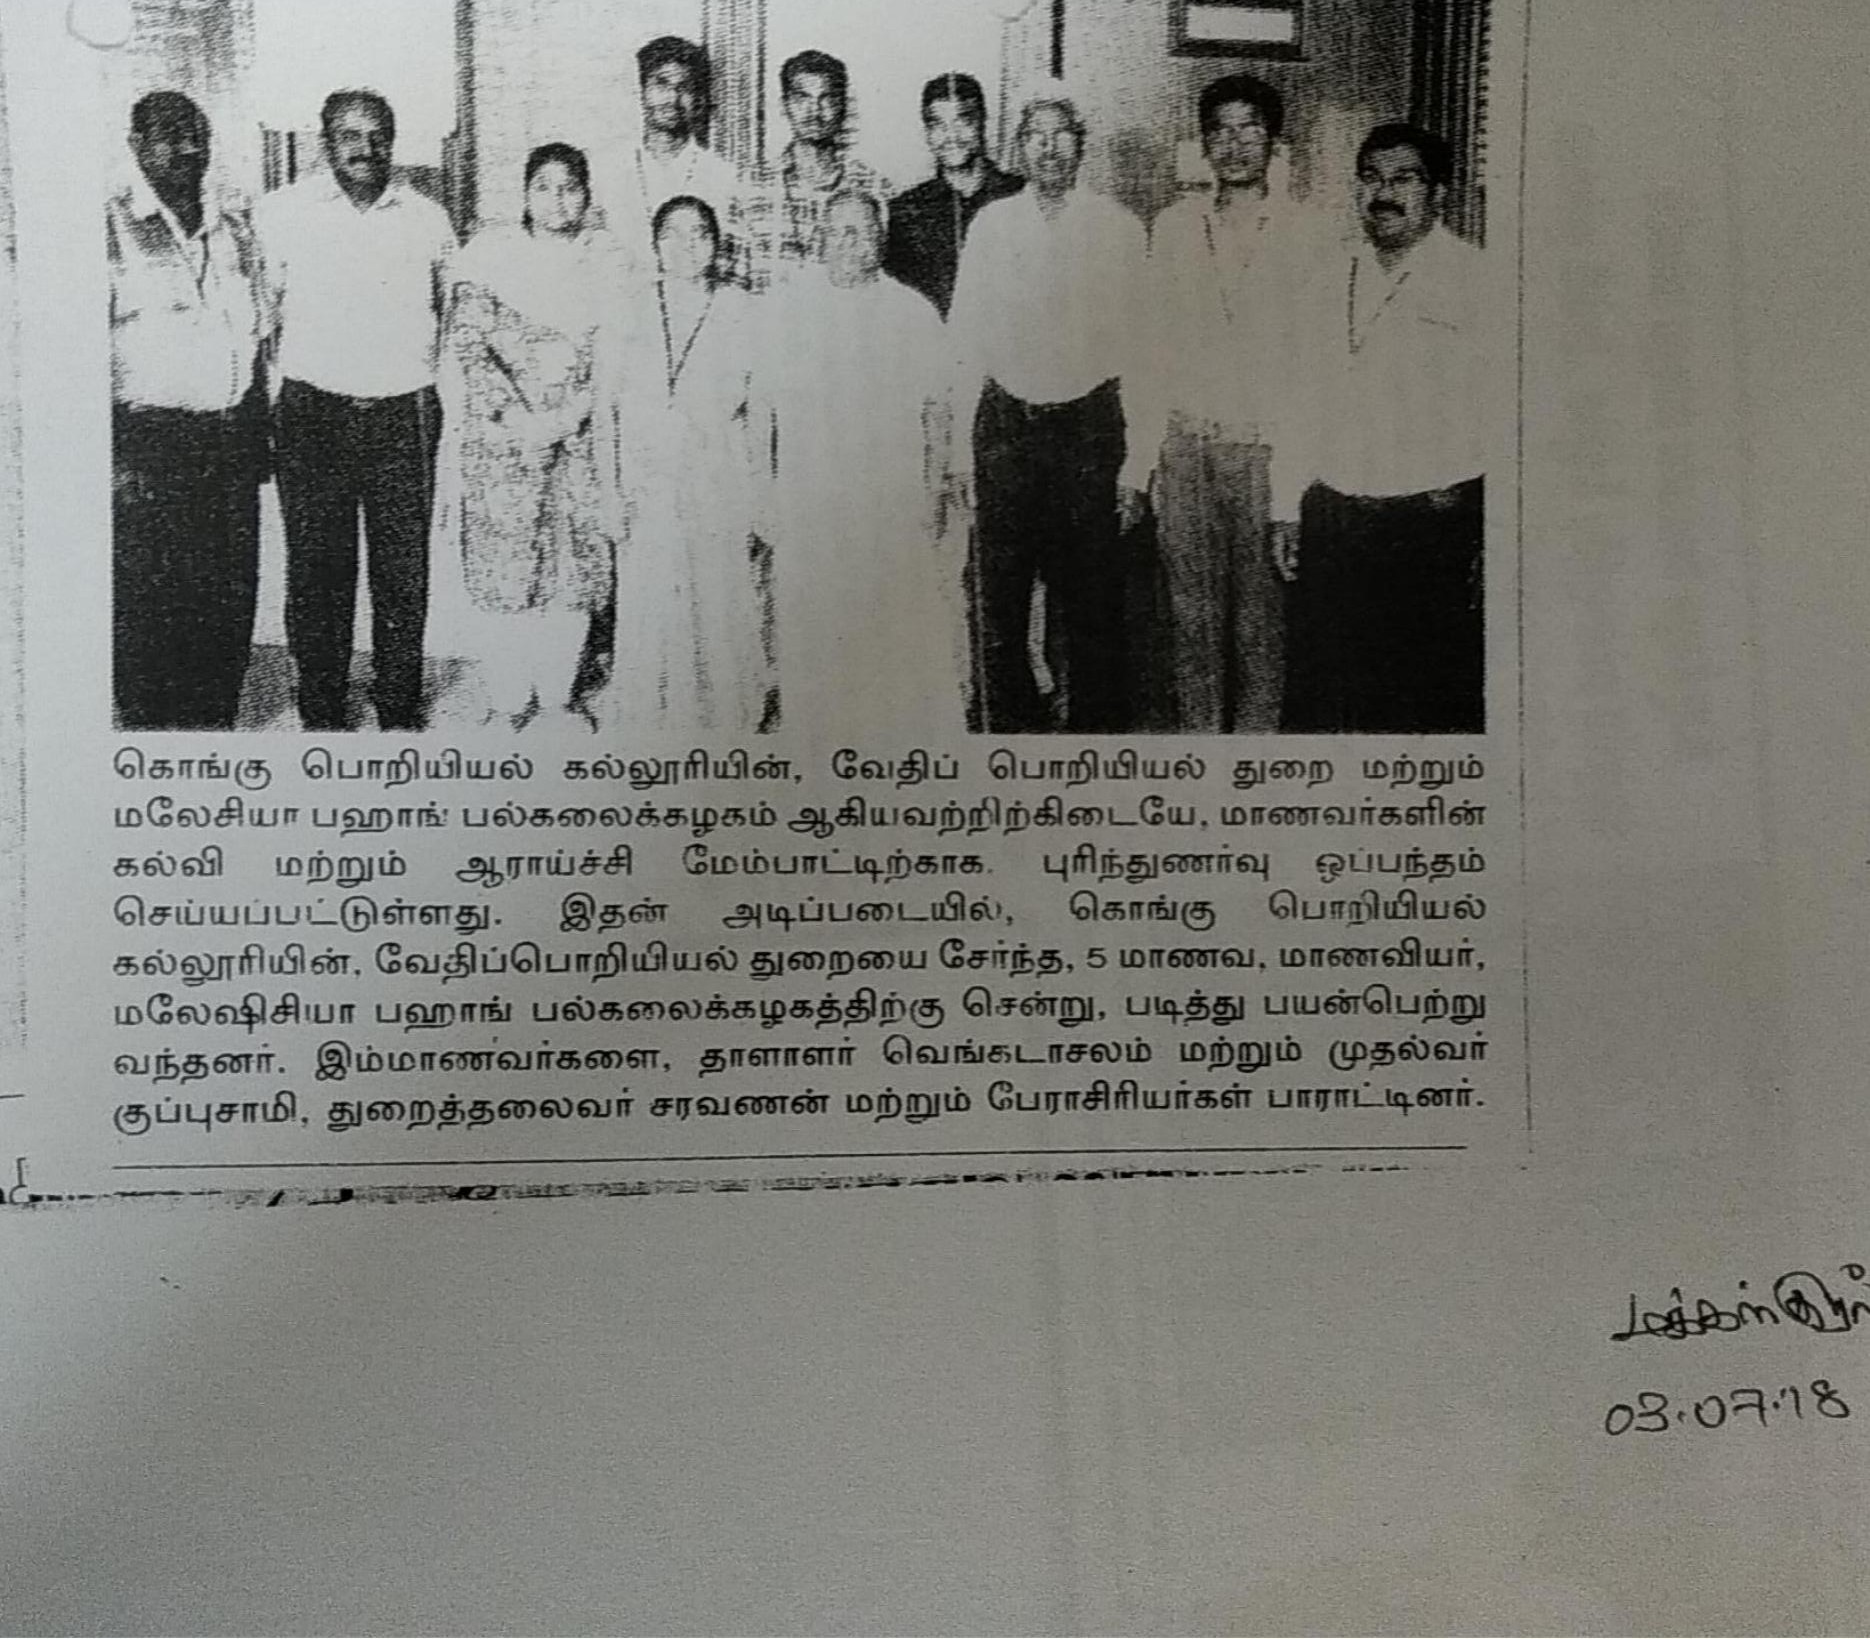 கொங்கு பொறியியல் கல்லூரியின், வேதிப் பொறியியல் துறை மற்றும்
மலேசியா பஹாங் பல்கலைக்கழகம் ஆகியவற்றிற்கிடையே, மாணவர்களின்
கல்வி மற்றும் ஆராய்ச்சி மேம்பாட்டிற்காக. புரிந்துணர்வு ஒப்பந்தம்
செய்யப்பட்டுள்ளது. இதன் அடிப்படையில், கொங்கு பொறியியல்
கல்லூரியின், வேதிப்பொறியியல் துறையை சேர்ந்த, 5 மாணவ, மாணவியர்,
மலேஷிசியா பஹாங் பல்கலைக்கழகத்திற்கு சென்று, படித்து பயன்பெற்று
வந்தனர். இம்மாணவர்களை, தாளாளர் வெங்கடாசலம் மற்றும் முதல்வர்
குப்புசாமி, துறைத்தலைவர் சரவணன் மற்றும் பேராசிரியர்கள் பாராட்டினர்.
மக்கள் குரல்
03.07.18